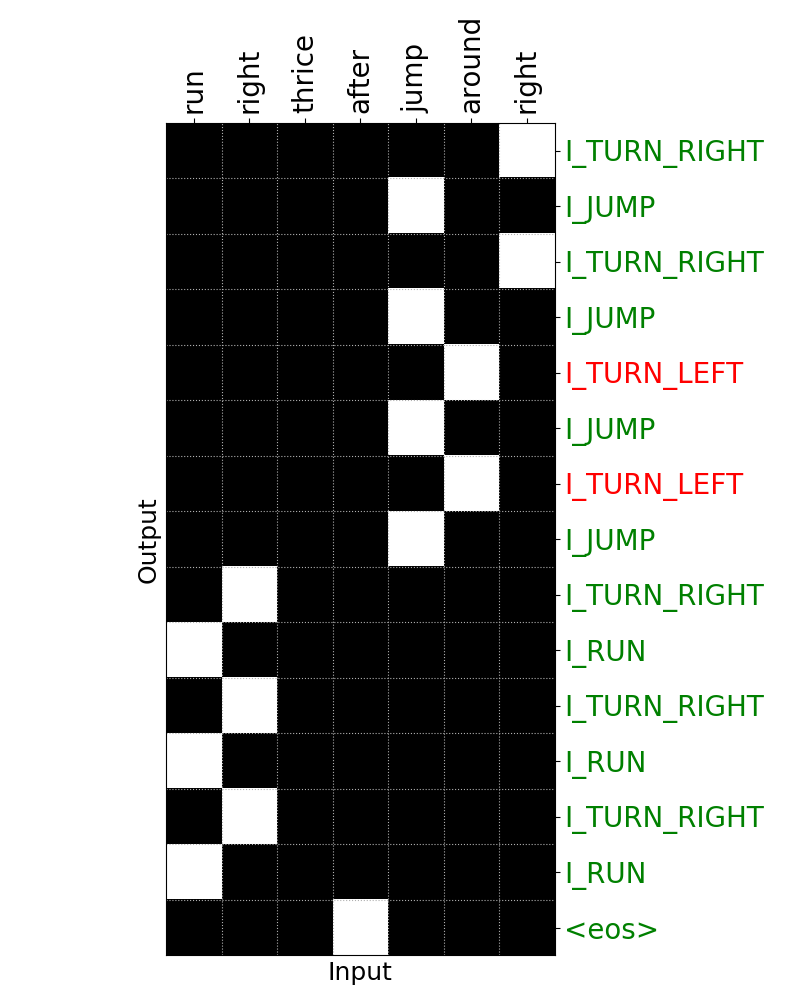 run right thrice after jump around right
I_TURN_RIGHT
I_JUMP
I_TURN_RIGHT
I_JUMP
I_TURN_LEFT
I_JUMP
I_TURN_LEFT
I_JUMP
I_TURN_RIGHT
I_RUN
I_TURN_RIGHT
I_RUN
I_TURN_RIGHT
I_RUN
<eos>
Output
Input